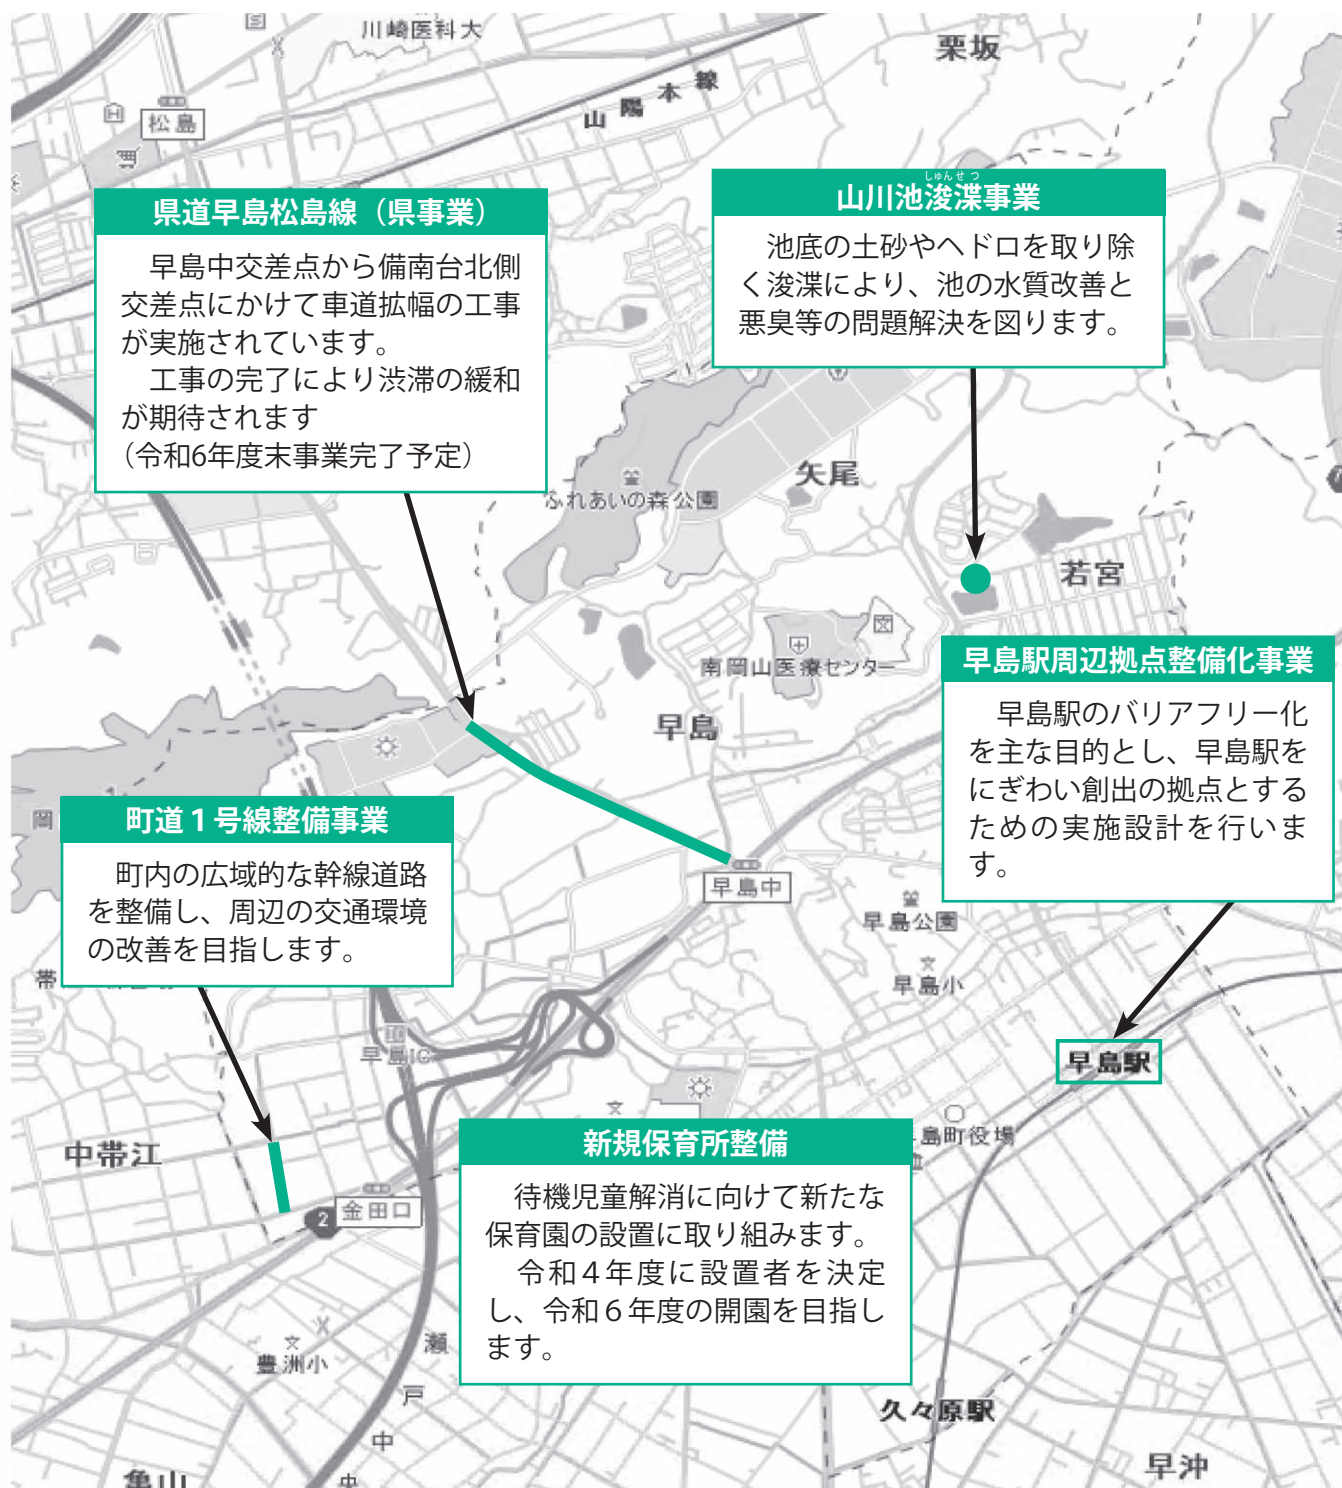 川崎医科大
栗坂
山陽本線
松島
県道早島松島線（県事業）
早島中交差点から備南台北側
交差点にかけて車道拡幅の工事
が実施されています。
工事の完了により渋滞の緩和
が期待されます
（令和6年度末事業完了予定）
しゅんせつ
山川池浚渫事業
池底の土砂やヘドロを取り除
く浚渫により、池の水質改善と
悪臭等の問題解決を図ります。
矢尾
ふれあいの森公園
若宮
南岡山医療センター
早島
早島駅周辺拠点整備化事業
早島駅のバリアフリー化
を主な目的とし、早島駅を
にぎわい創出の拠点とする
ための実施設計を行いま
す。
岡
町道１号線整備事業
町内の広域的な幹線道路
を整備し、周辺の交通環境
の改善を目指します。
帯
早島中
早島公園
早島小
早島IC
早島駅
島町役場
中帯江
金田口
2
新規保育所整備
待機児童解消に向けて新たな
保育園の設置に取り組みます。
令和４年度に設置者を決定
し、令和６年度の開園を目指し
ます。
豊洲小
瀬戸中央
久々原駅
早沖
亀山